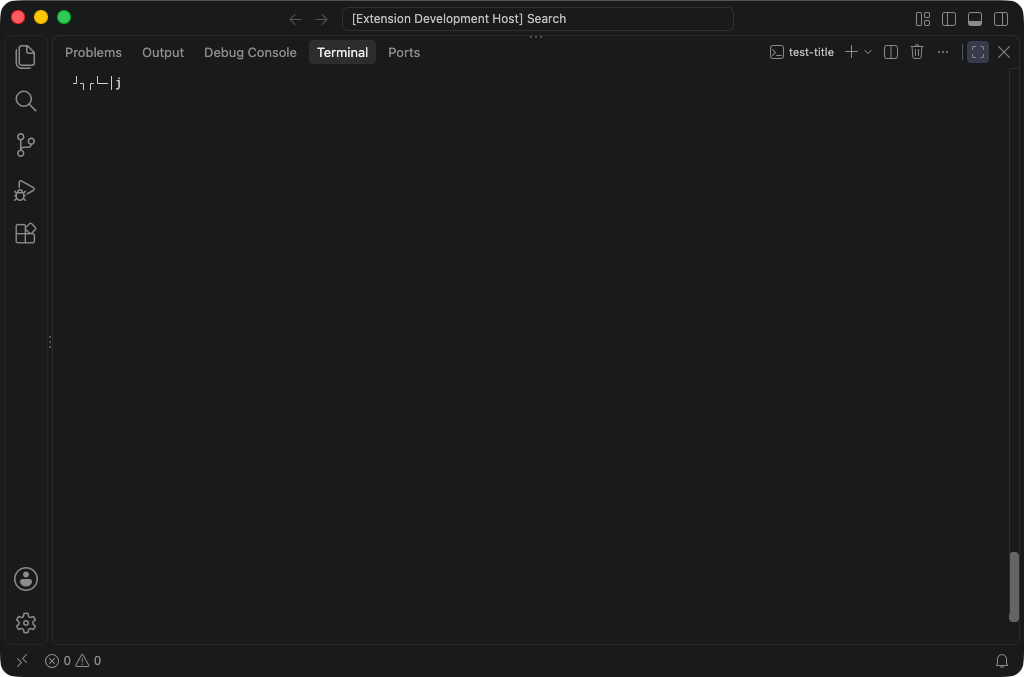 [Extension Development Host] Search
Problems Output Debug Console Terminal Ports test-title
┘┐┌└─│j
0 0